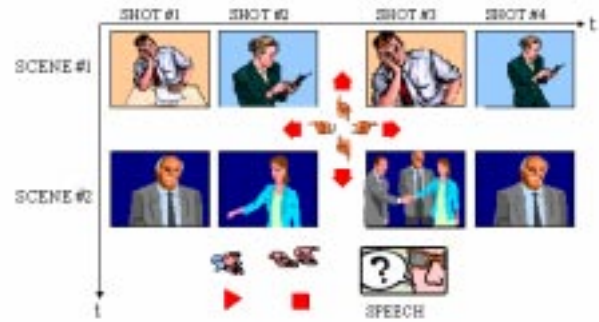 SHOT #1 SHOT #2 SHOT #3 SHOT #4
t
SCENE #1
SCENE #2
?
t
SPEECH